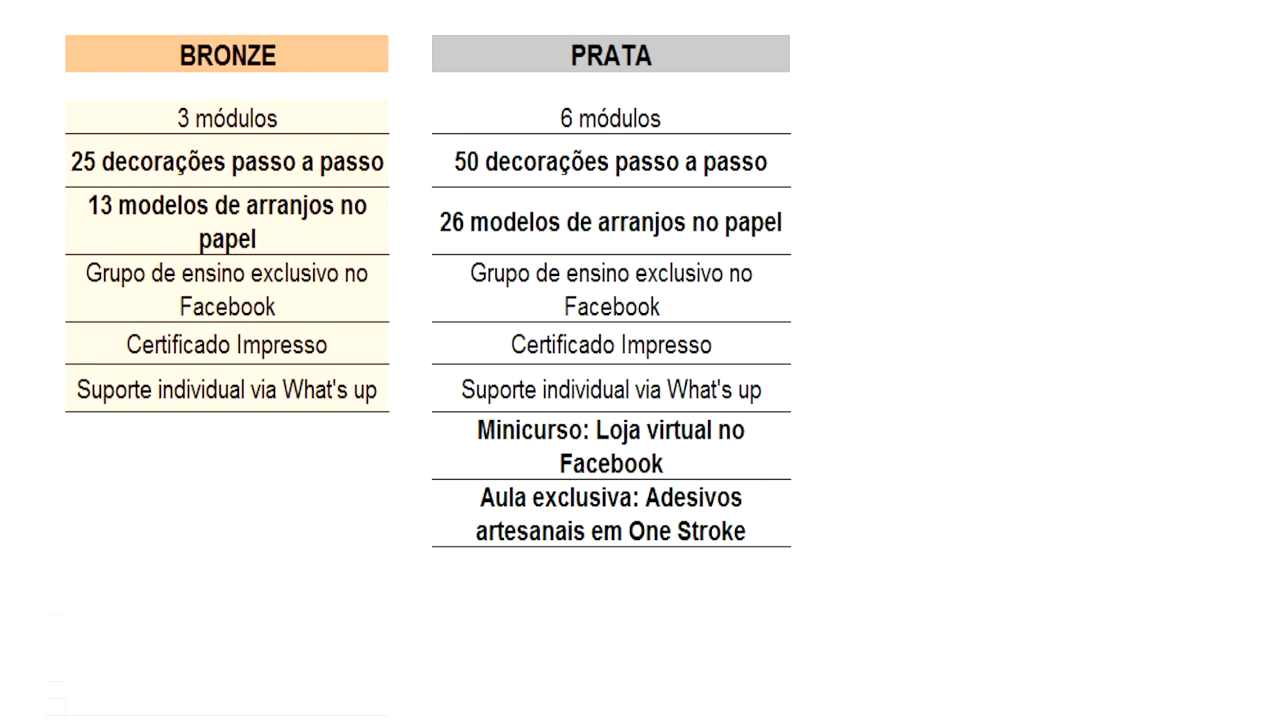 BRONZE
3 módulos
25 decorações passo a passo
13 modelos de arranjos no
papel
Grupo de ensino exclusivo no
Facebook
Certificado Impresso
Suporte individual via What's up
PRATA
6 módulos
50 decorações passo a passo
26 modelos de arranjos no papel
Grupo de ensino exclusivo no
Facebook
Certificado Impresso
Suporte individual via What's up
Minicurso: Loja virtual no
Facebook
Aula exclusiva: Adesivos
artesanais em One Stroke